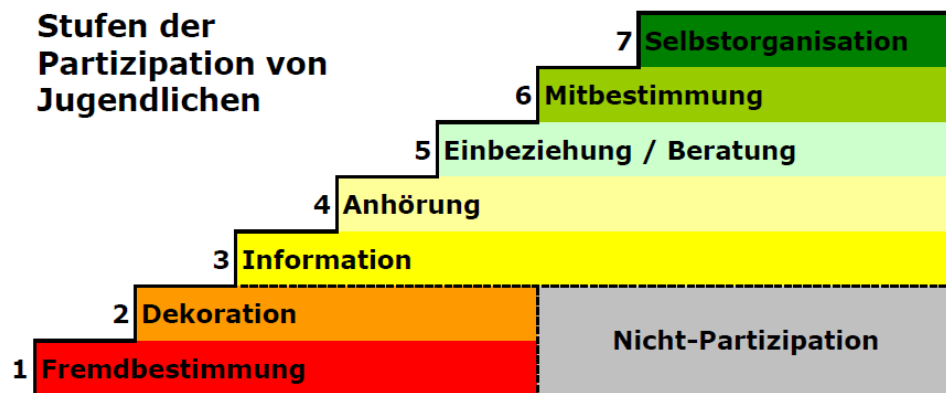 Stufen der
Partizipation von
Jugendlichen
7 Selbstorganisation
6 Mitbestimmung
5 Einbeziehung / Beratung
4 Anhörung
3 Information
2 Dekoration
Nicht-Partizipation
1 Fremdbestimmung